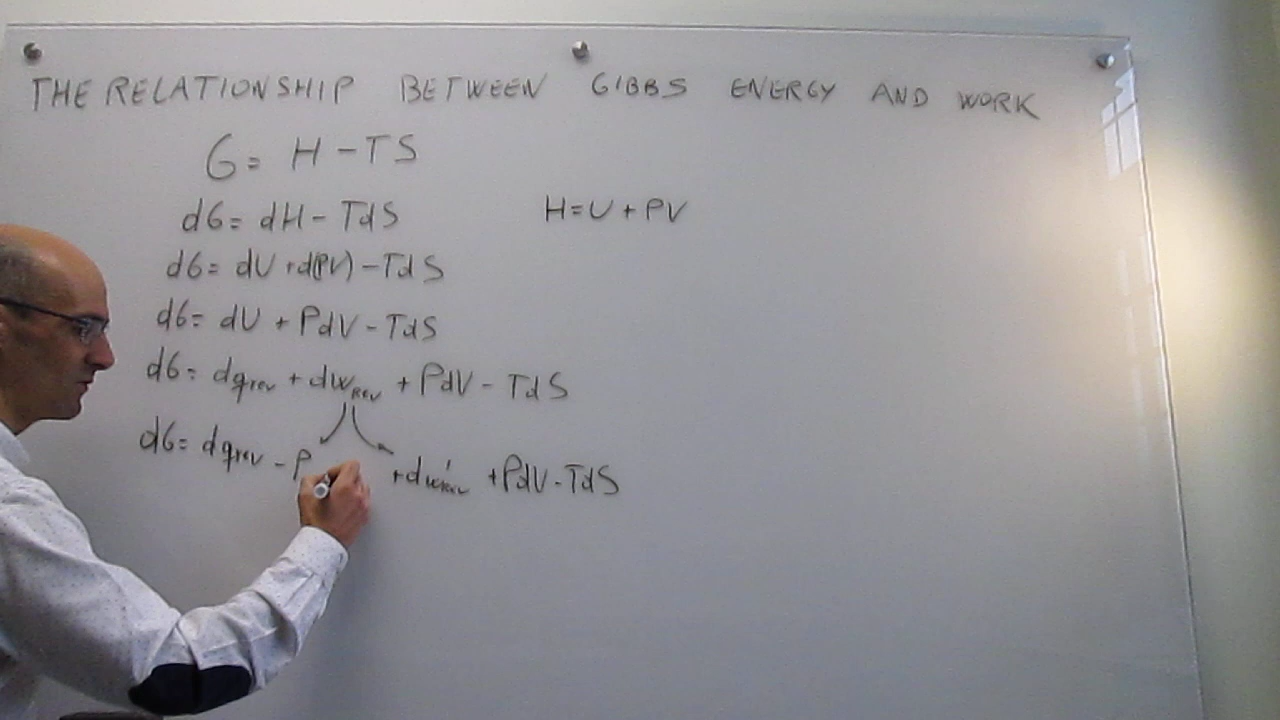 THE RELATIONSHIP BETWEEN GIBBS ENERGY AND WORK
G = H - TS
dG = dH - TdS
H = U + PV
dG = dU + d(PV) - TdS
dG = dU + PdV - TdS
dG = dqrev + dwREV + PdV - TdS
dG = dqrev - P +dw'rev +PdV - TdS